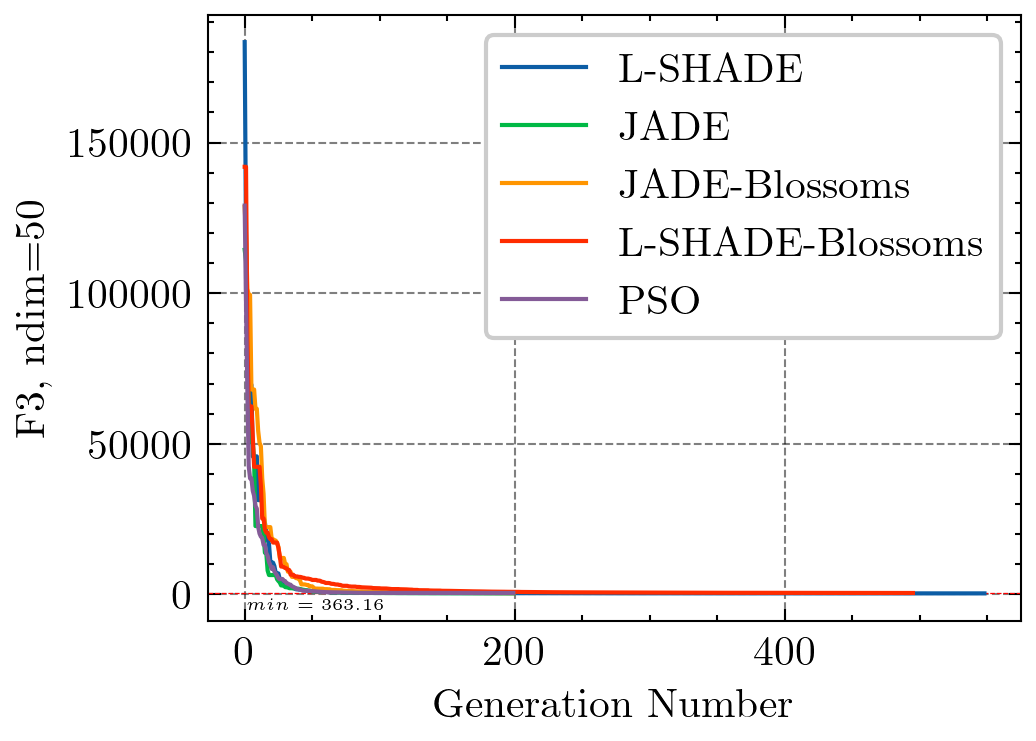 F3, ndim=50
150000
100000
50000
0
L-SHADE
JADE
JADE-Blossoms
L-SHADE-Blossoms
PSO
min = 363.16
0
200
400
Generation Number